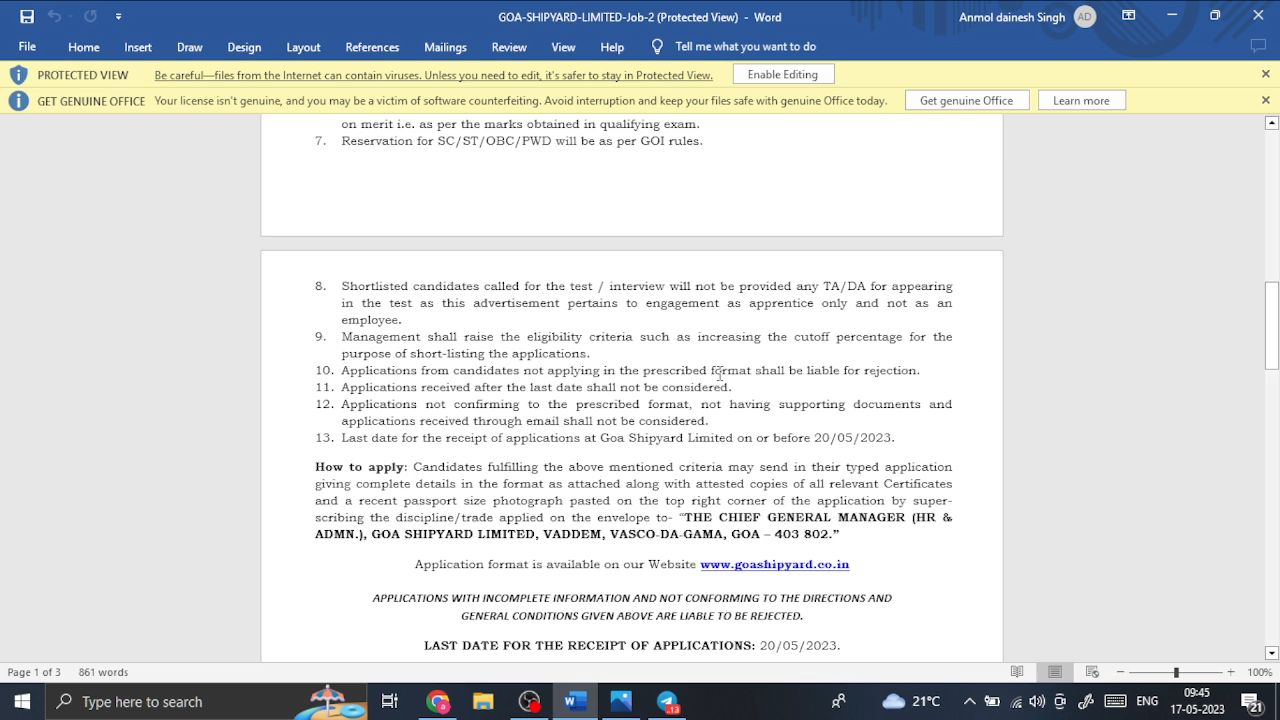 GOA-SHIPYARD-LIMITED-Job-2 (Protected View) - Word
Anmol dainesh Singh
AD
File Home Insert Draw Design Layout References Mailings Review View Help Tell me what you want to do
PROTECTED VIEW Be careful—files from the Internet can contain viruses. Unless you need to edit, it's safer to stay in Protected View. Enable Editing
GET GENUINE OFFICE Your license isn't genuine, and you may be a victim of software counterfeiting. Avoid interruption and keep your files safe with genuine Office today. Get genuine Office Learn more
on merit i.e. as per the marks obtained in qualifying exam.
7. Reservation for SC/ST/OBC/PWD will be as per GOI rules.
8. Shortlisted candidates called for the test / interview will not be provided any TA/DA for appearing
in the test as this advertisement pertains to engagement as apprentice only and not as an
employee.
9. Management shall raise the eligibility criteria such as increasing the cutoff percentage for the
purpose of short-listing the applications.
10. Applications from candidates not applying in the prescribed format shall be liable for rejection.
11. Applications received after the last date shall not be considered.
12. Applications not confirming to the prescribed format, not having supporting documents and
applications received through email shall not be considered.
13. Last date for the receipt of applications at Goa Shipyard Limited on or before 20/05/2023.
How to apply: Candidates fulfilling the above mentioned criteria may send in their typed application
giving complete details in the format as attached along with attested copies of all relevant Certificates
and a recent passport size photograph pasted on the top right corner of the application by super-
scribing the discipline/trade applied on the envelope to- “THE CHIEF GENERAL MANAGER (HR &
ADMN.), GOA SHIPYARD LIMITED, VADDEM, VASCO-DA-GAMA, GOA – 403 802.”
Application format is available on our Website www.goashipyard.co.in
APPLICATIONS WITH INCOMPLETE INFORMATION AND NOT CONFORMING TO THE DIRECTIONS AND
GENERAL CONDITIONS GIVEN ABOVE ARE LIABLE TO BE REJECTED.
LAST DATE FOR THE RECEIPT OF APPLICATIONS: 20/05/2023.
Page 1 of 3 861 words
100%
Type here to search
13
21°C
ENG
09:45
17-05-2023
21